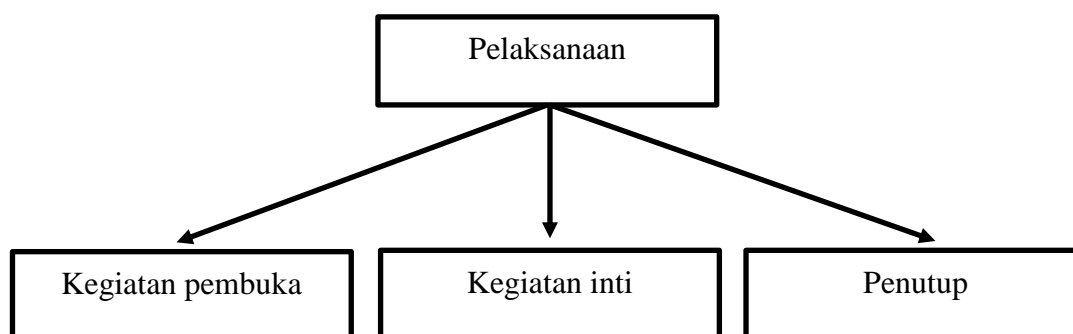 Pelaksanaan
Kegiatan pembuka
Kegiatan inti
Penutup